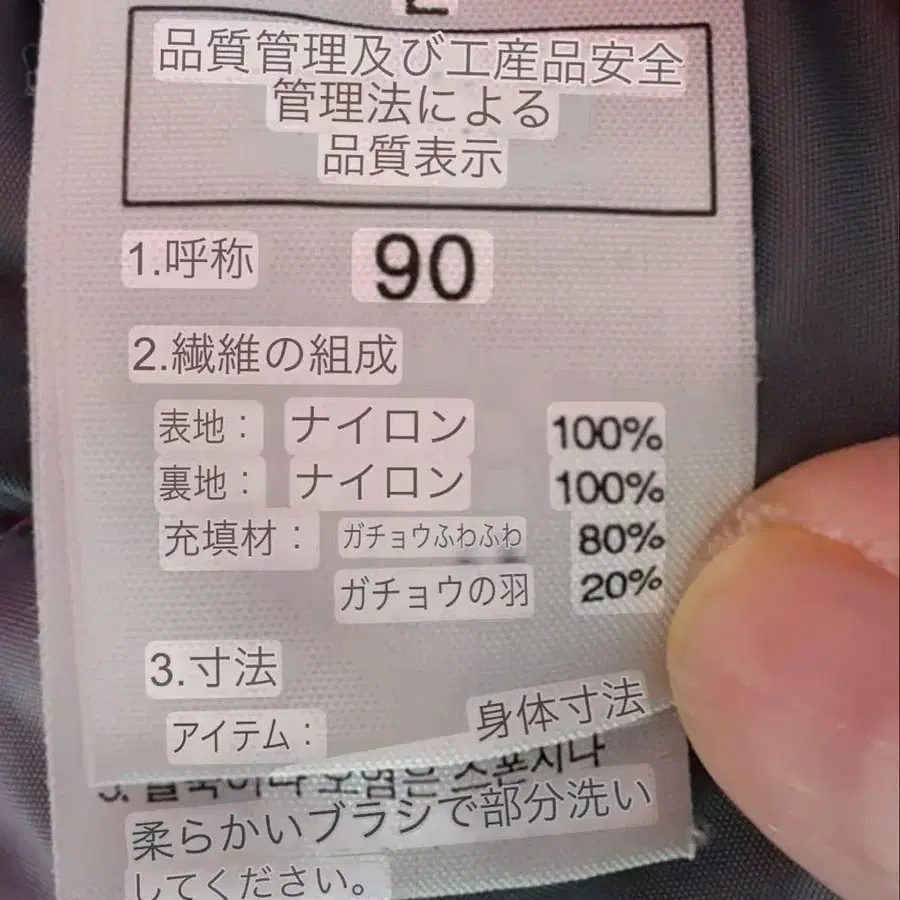 品質管理及び工産品安全
管理法による
品質表示
1.呼称 90
2.繊維の組成
表地： ナイロン 100%
裏地： ナイロン 100%
充填材： ガチョウふわふわ 80%
ガチョウの羽 20%
3.寸法
アイテム： 身体寸法
스폰지나
柔らかいブラシで部分洗い
してください。